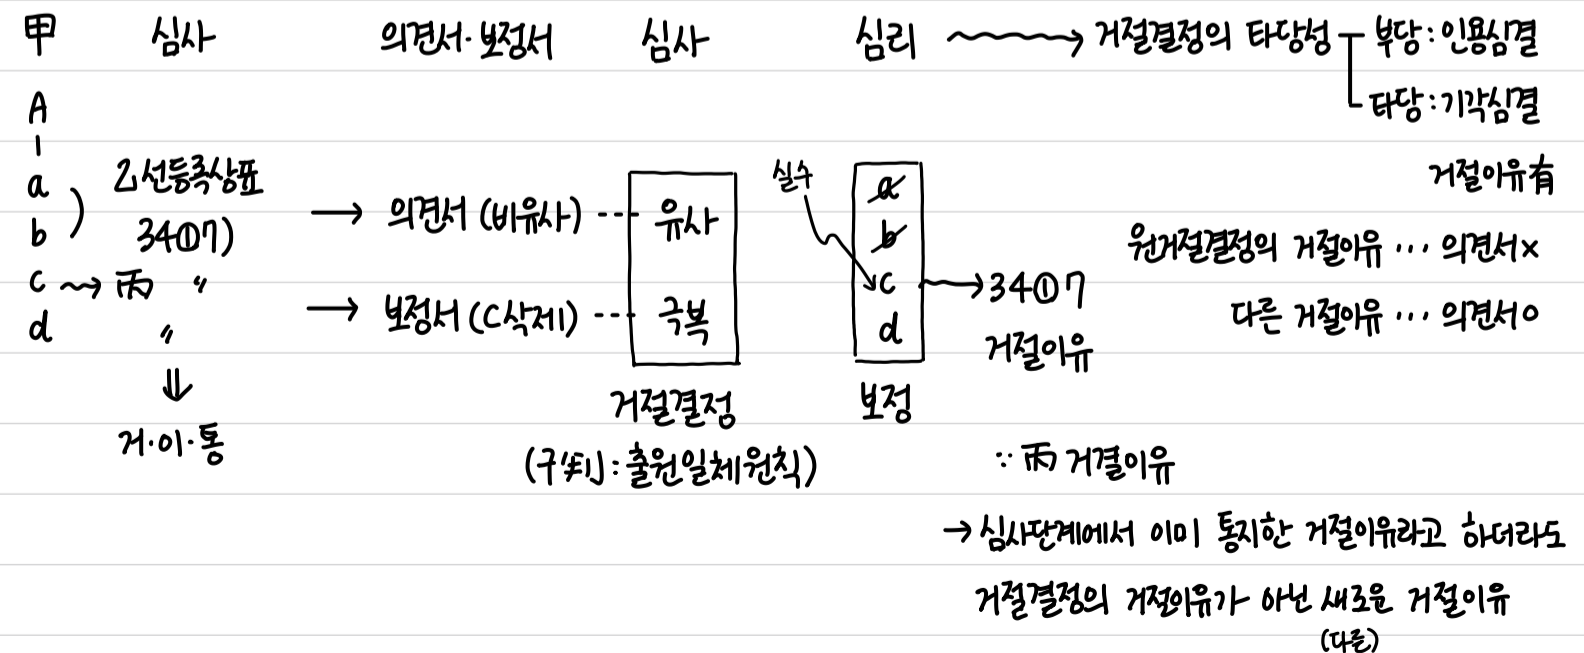 甲 심사 의견서·보정서 심사 심리 → 거절결정의 타당성 부당:인용심결
타당:기각심결
A
a
b
c
d
乙선등록상표
34①7)
→ 의견서 (비유사) … 유사
c → 丙 〃
〃
→ 보정서 (C삭제) … 극복
⇓
거·이·통
거절결정
(구判:출원일체원칙)
실수
a
b
c
d
보정
→ 34①7
거절이유
거절이유有
원거절결정의 거절이유 … 의견서×
다른 거절이유 … 의견서○
∵ 丙 거결이유
→ 심사단계에서 이미 통지한 거절이유라고 하더라도
거절결정의 거절이유가 아닌 새로운 거절이유
(다른)